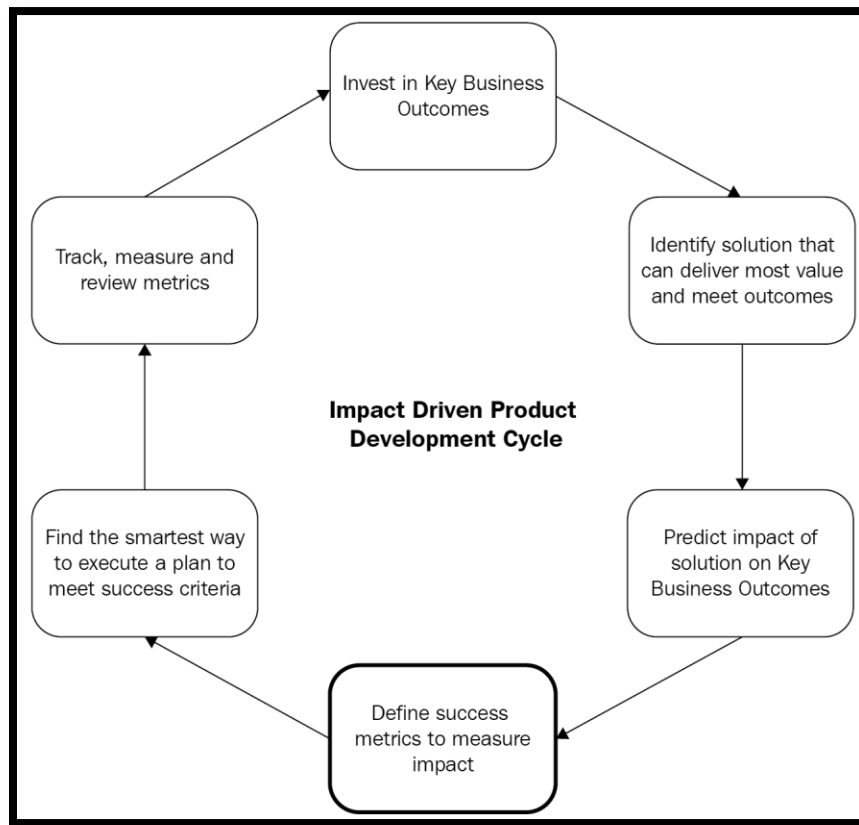 Invest in Key Business
Outcomes
Identify solution that
can deliver most value
and meet outcomes
Predict impact of
solution on Key
Business Outcomes
Define success
metrics to measure
impact
Find the smartest way
to execute a plan to
meet success criteria
Track, measure and
review metrics
Impact Driven Product
Development Cycle